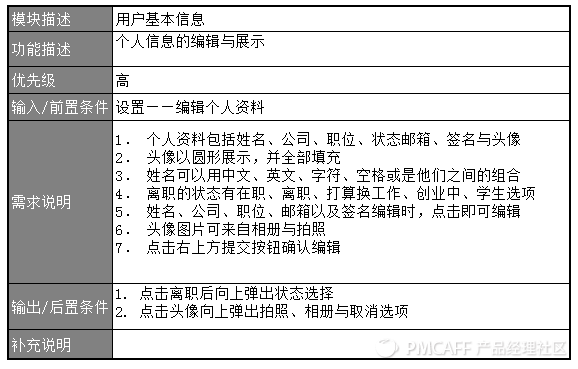 模块描述 用户基本信息
功能描述 个人信息的编辑与展示
优先级 高
输入/前置条件 设置——编辑个人资料
需求说明
1. 个人资料包括姓名、公司、职位、状态邮箱、签名与头像
2. 头像以圆形展示,并全部填充
3. 姓名可以用中文、英文、字符、空格或是他们之间的组合
4. 离职的状态有在职、离职、打算换工作、创业中、学生选项
5. 姓名、公司、职位、邮箱以及签名编辑时,点击即可编辑
6. 头像图片可来自相册与拍照
7. 点击右上方提交按钮确认编辑
输出/后置条件
1. 点击离职后向上弹出状态选择
2. 点击头像向上弹出拍照、相册与取消选项
补充说明
PMCAFF 产品经理社区